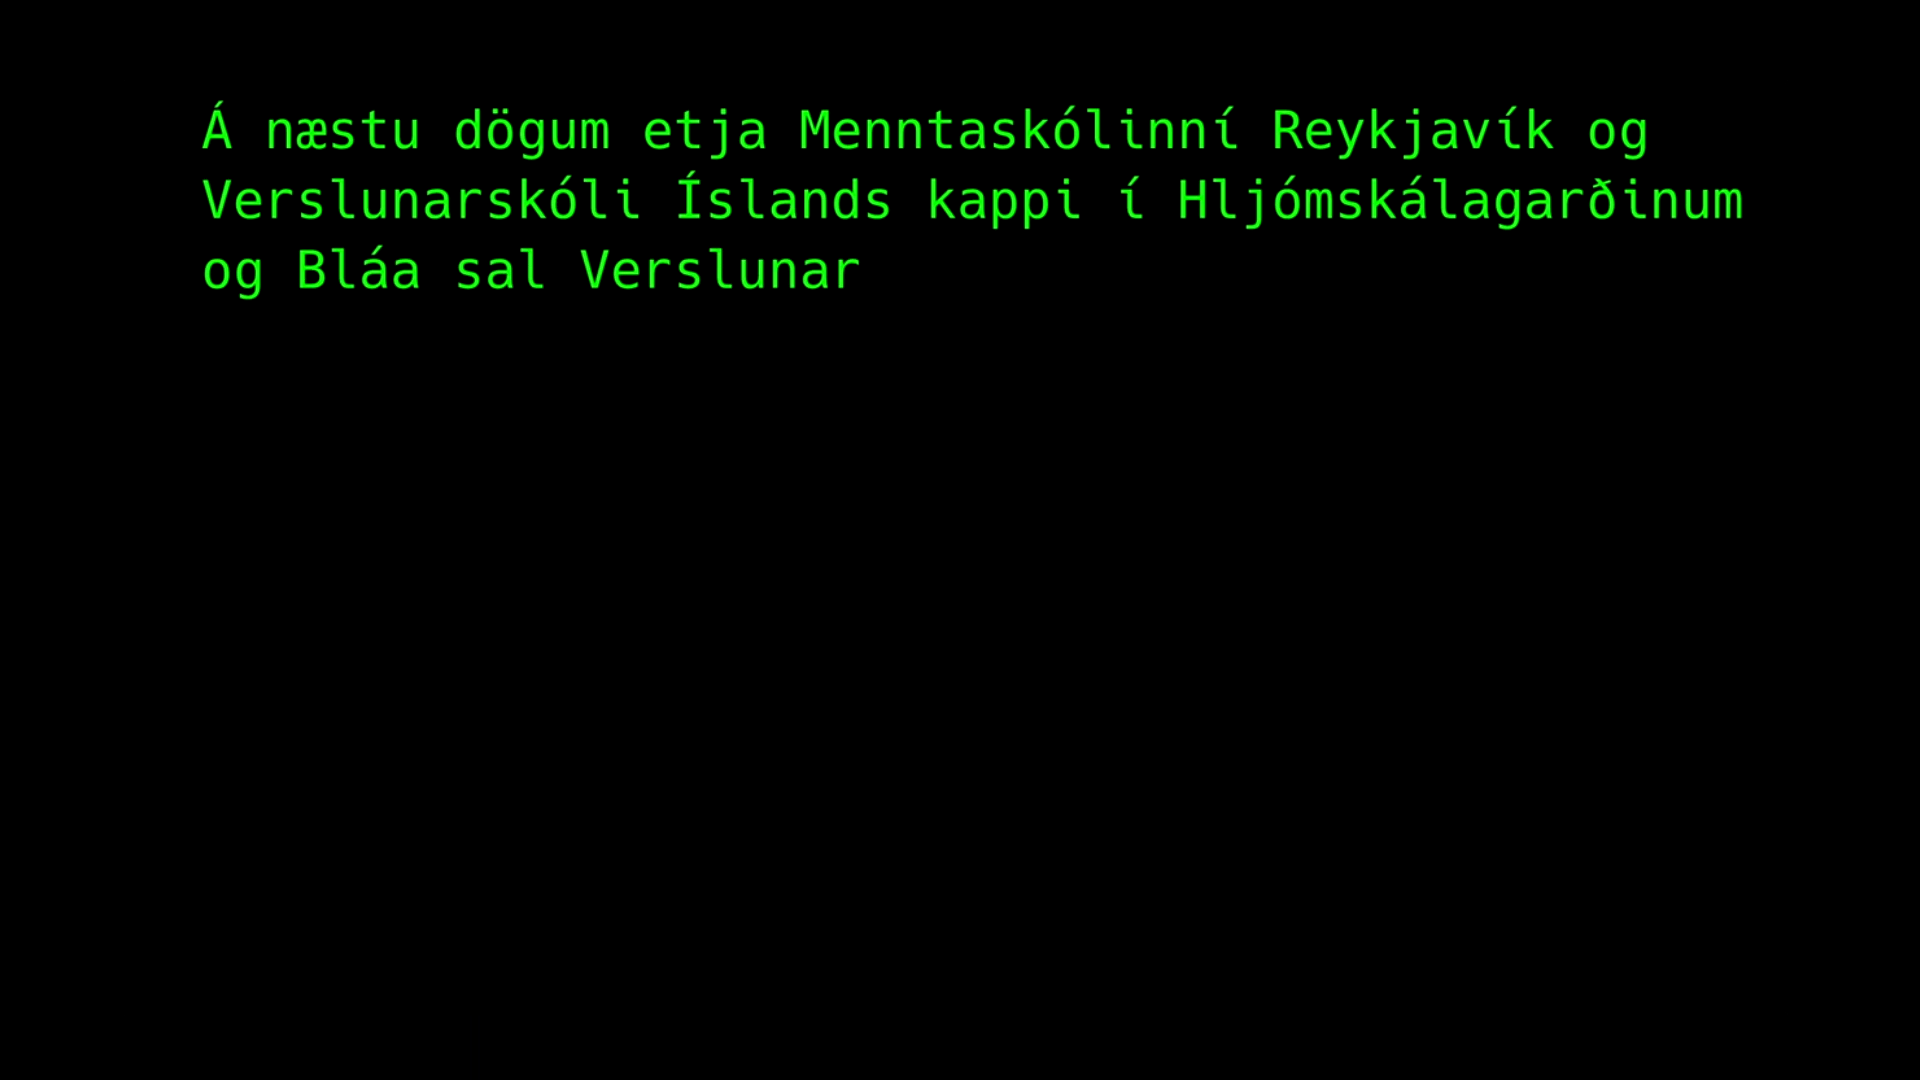 Á næstu dögum etja Menntaskólinní Reykjavík og
Verslunarskóli Íslands kappi í Hljómskálagarðinum
og Bláa sal Verslunar